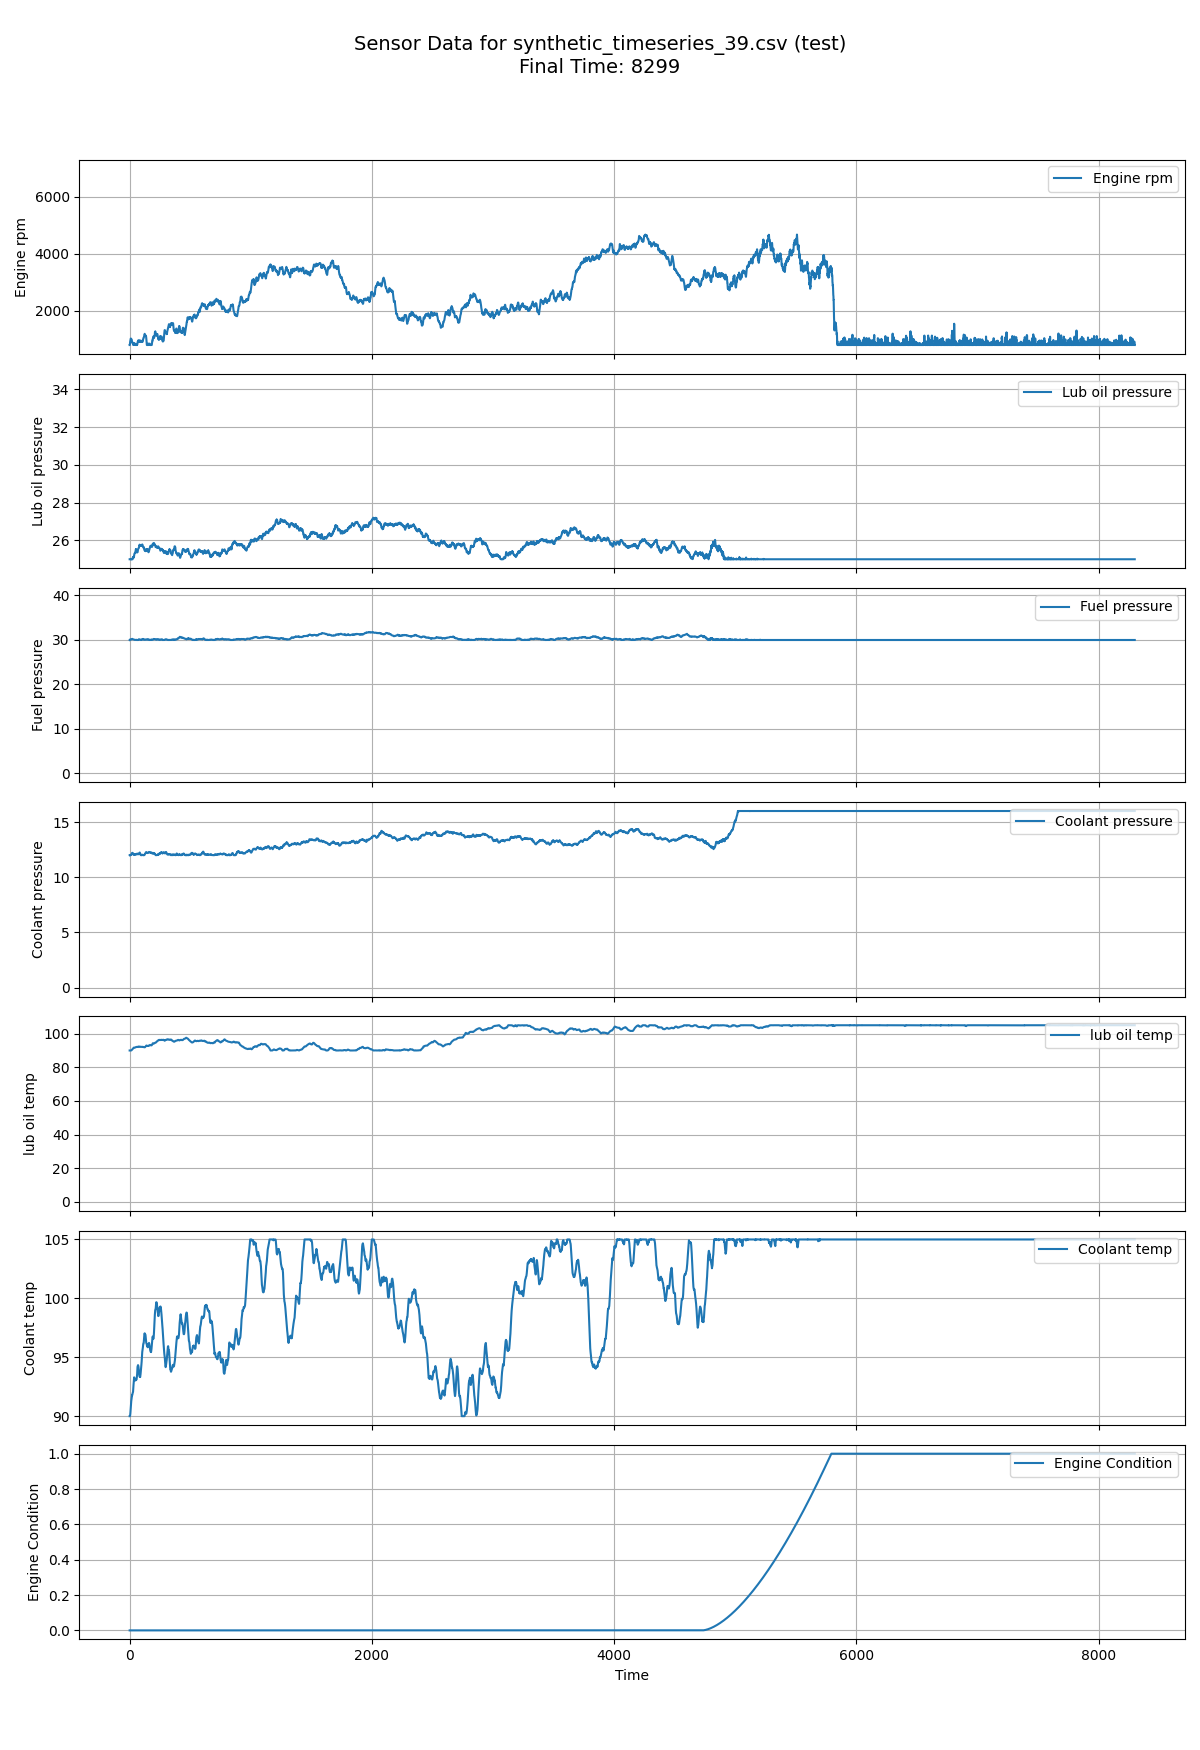 Sensor Data for synthetic_timeseries_39.csv (test)
Final Time: 8299
Engine rpm
6000
4000
2000
Engine rpm
Lub oil pressure
34
32
30
28
26
Lub oil pressure
Fuel pressure
40
30
20
10
0
Fuel pressure
Coolant pressure
15
10
5
0
Coolant pressure
lub oil temp
100
80
60
40
20
0
lub oil temp
Coolant temp
105
100
95
90
Coolant temp
Engine Condition
1.0
0.8
0.6
0.4
0.2
0.0
Engine Condition
0 2000 4000 6000 8000
Time